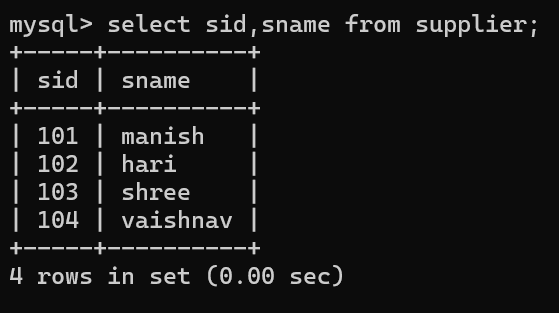 mysql> select sid,sname from supplier;
+-----+----------+
| sid | sname    |
+-----+----------+
| 101 | manish   |
| 102 | hari     |
| 103 | shree    |
| 104 | vaishnav |
+-----+----------+
4 rows in set (0.00 sec)